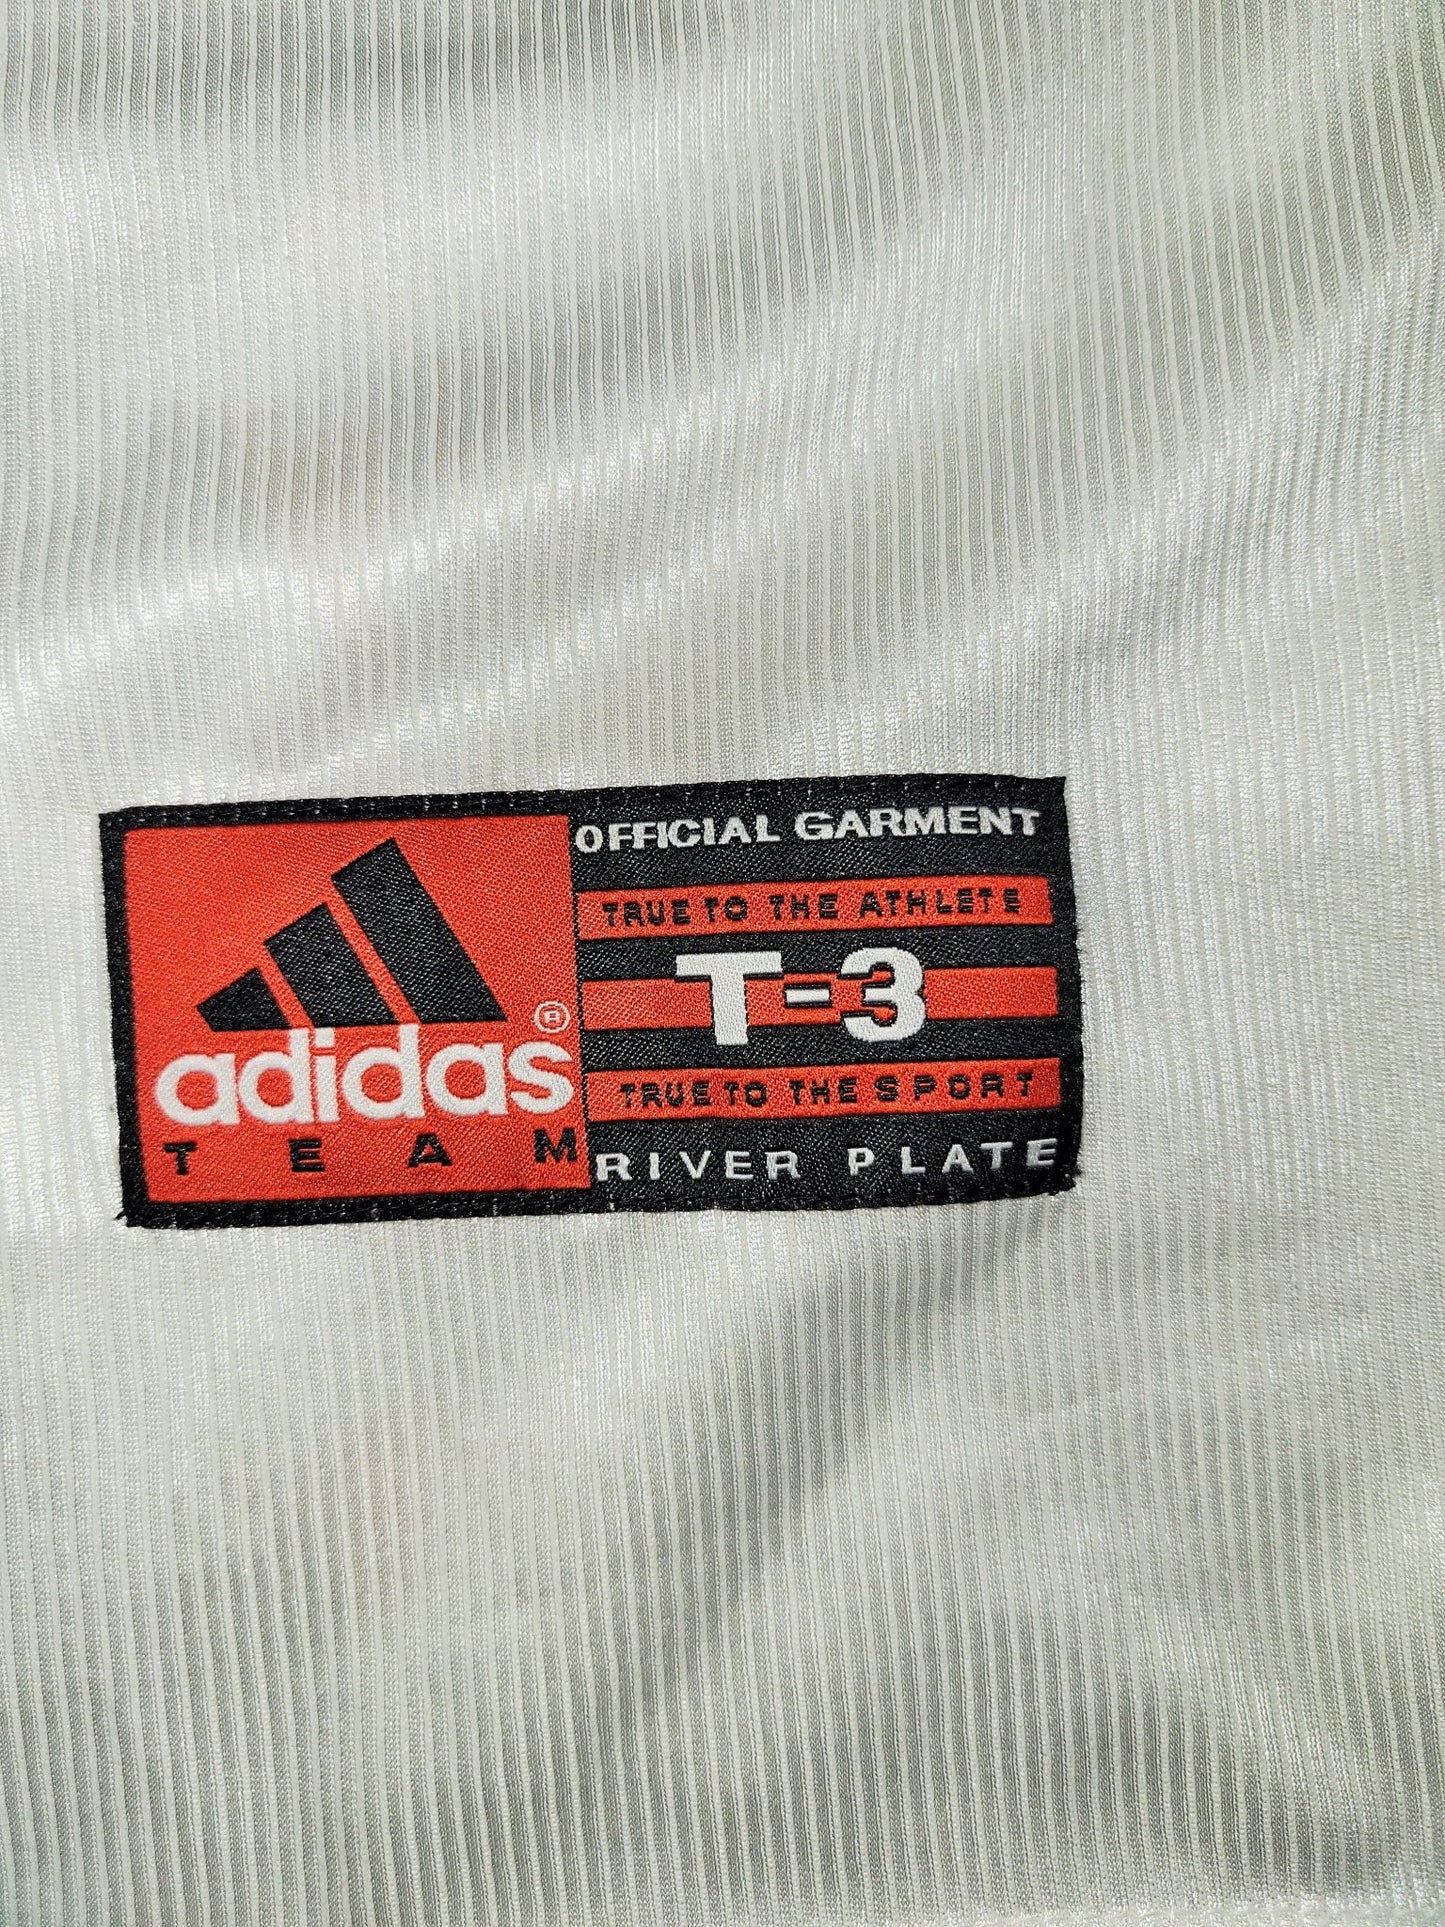 adidas®
TEAM
OFFICIAL GARMENT
TRUE TO THE ATHLETE
T-3
TRUE TO THE SPORT
RIVER PLATE